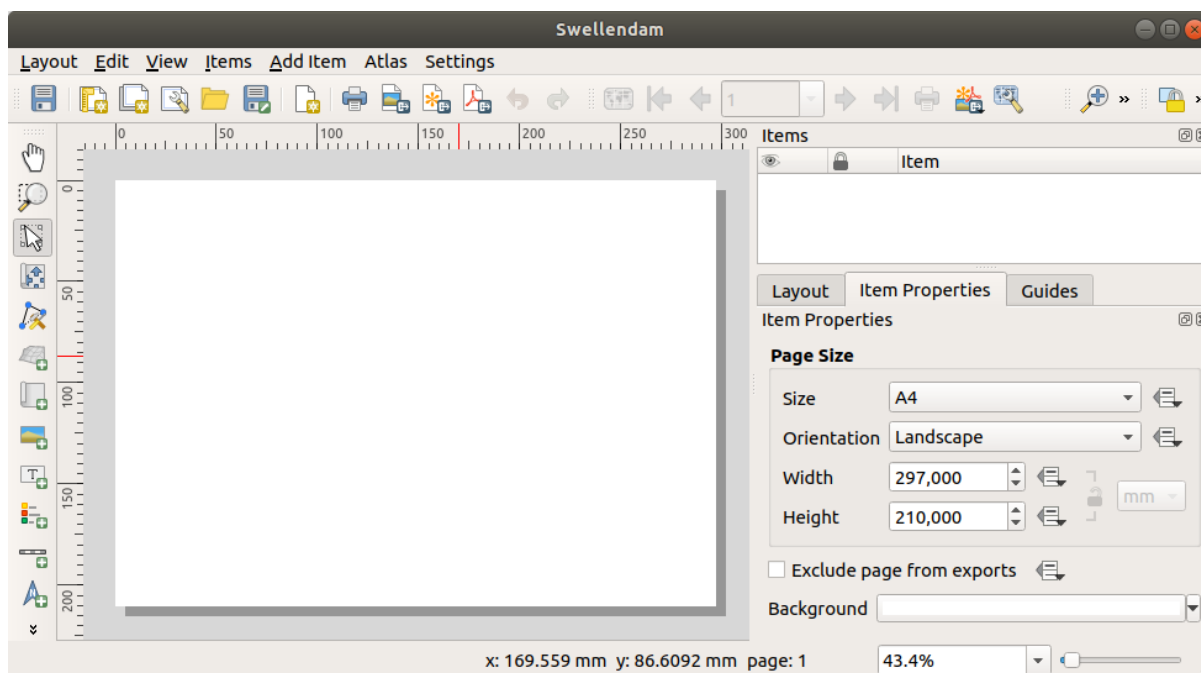 Swellendam
Layout Edit View Items Add Item Atlas Settings
1
0 50 100 150 200 250 300
0
50
100
150
200
Items
Item
Layout Item Properties Guides
Item Properties
Page Size
Size A4
Orientation Landscape
Width 297,000
mm
Height 210,000
Exclude page from exports
Background
x: 169.559 mm y: 86.6092 mm page: 1 43.4%